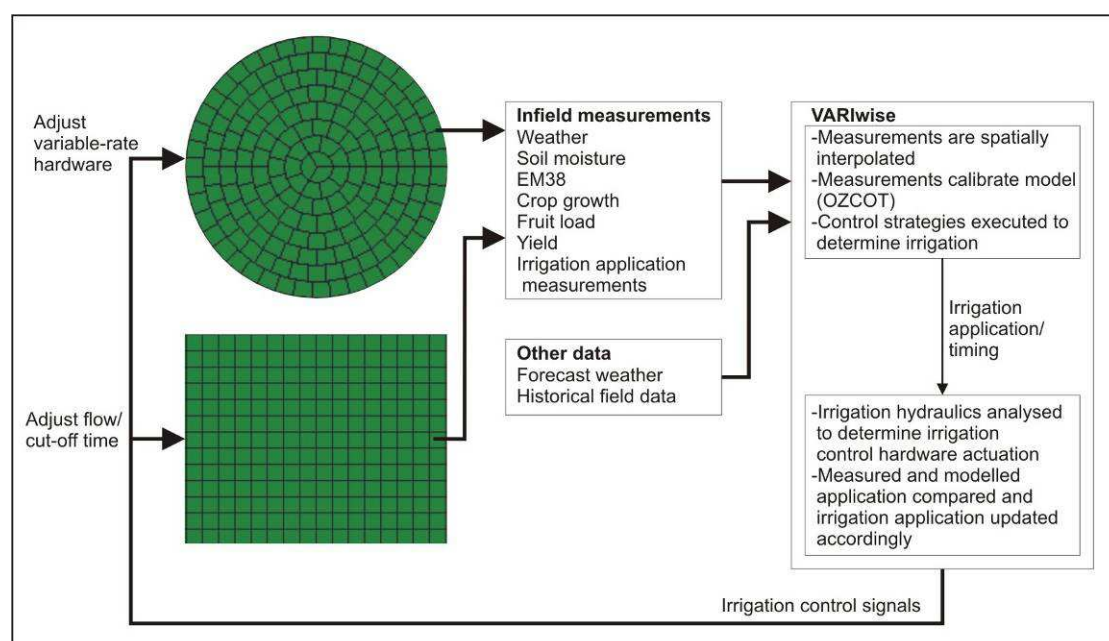 Adjust
variable-rate
hardware
Adjust flow/
cut-off time
Infield measurements
Weather
Soil moisture
EM38
Crop growth
Fruit load
Yield
Irrigation application
measurements
Other data
Forecast weather
Historical field data
VARIwise
-Measurements are spatially
interpolated
-Measurements calibrate model
(OZCOT)
-Control strategies executed to
determine irrigation
Irrigation
application/
timing
-Irrigation hydraulics analysed
to determine irrigation
control hardware actuation
-Measured and modelled
application compared and
irrigation application updated
accordingly
Irrigation control signals